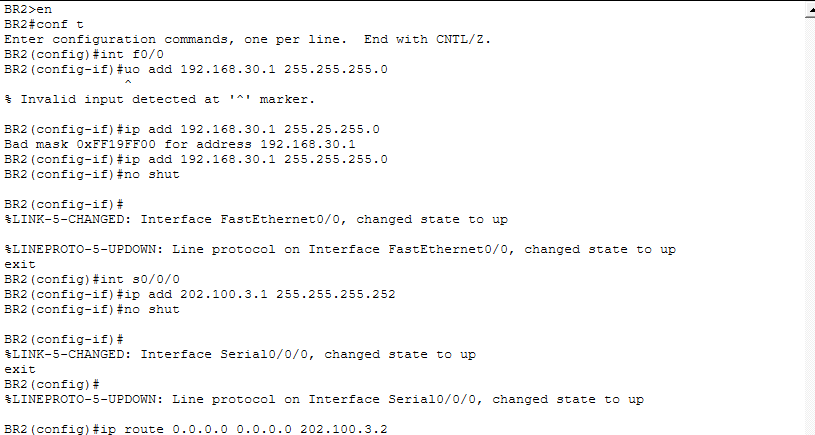 BR2>en
BR2#conf t
Enter configuration commands, one per line.  End with CNTL/Z.
BR2(config)#int f0/0
BR2(config-if)#uo add 192.168.30.1 255.255.255.0
^
% Invalid input detected at '^' marker.
BR2(config-if)#ip add 192.168.30.1 255.25.255.0
Bad mask 0xFF19FF00 for address 192.168.30.1
BR2(config-if)#ip add 192.168.30.1 255.255.255.0
BR2(config-if)#no shut
BR2(config-if)#
%LINK-5-CHANGED: Interface FastEthernet0/0, changed state to up
%LINEPROTO-5-UPDOWN: Line protocol on Interface FastEthernet0/0, changed state to up
exit
BR2(config)#int s0/0/0
BR2(config-if)#ip add 202.100.3.1 255.255.255.252
BR2(config-if)#no shut
BR2(config-if)#
%LINK-5-CHANGED: Interface Serial0/0/0, changed state to up
exit
BR2(config)#
%LINEPROTO-5-UPDOWN: Line protocol on Interface Serial0/0/0, changed state to up
BR2(config)#ip route 0.0.0.0 0.0.0.0 202.100.3.2